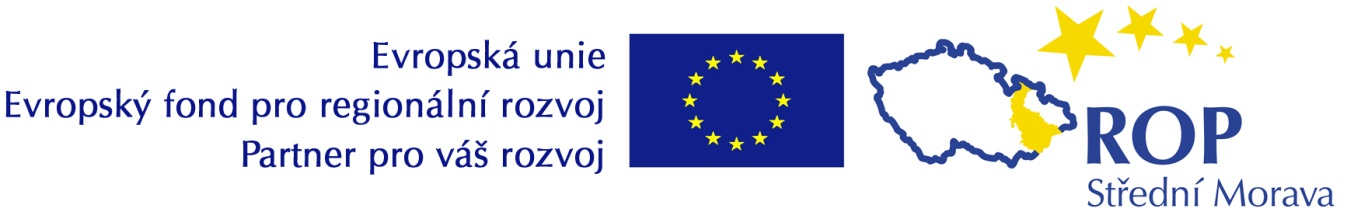 Evropská unie
Evropský fond pro regionální rozvoj
Partner pro váš rozvoj
ROP
Střední Morava